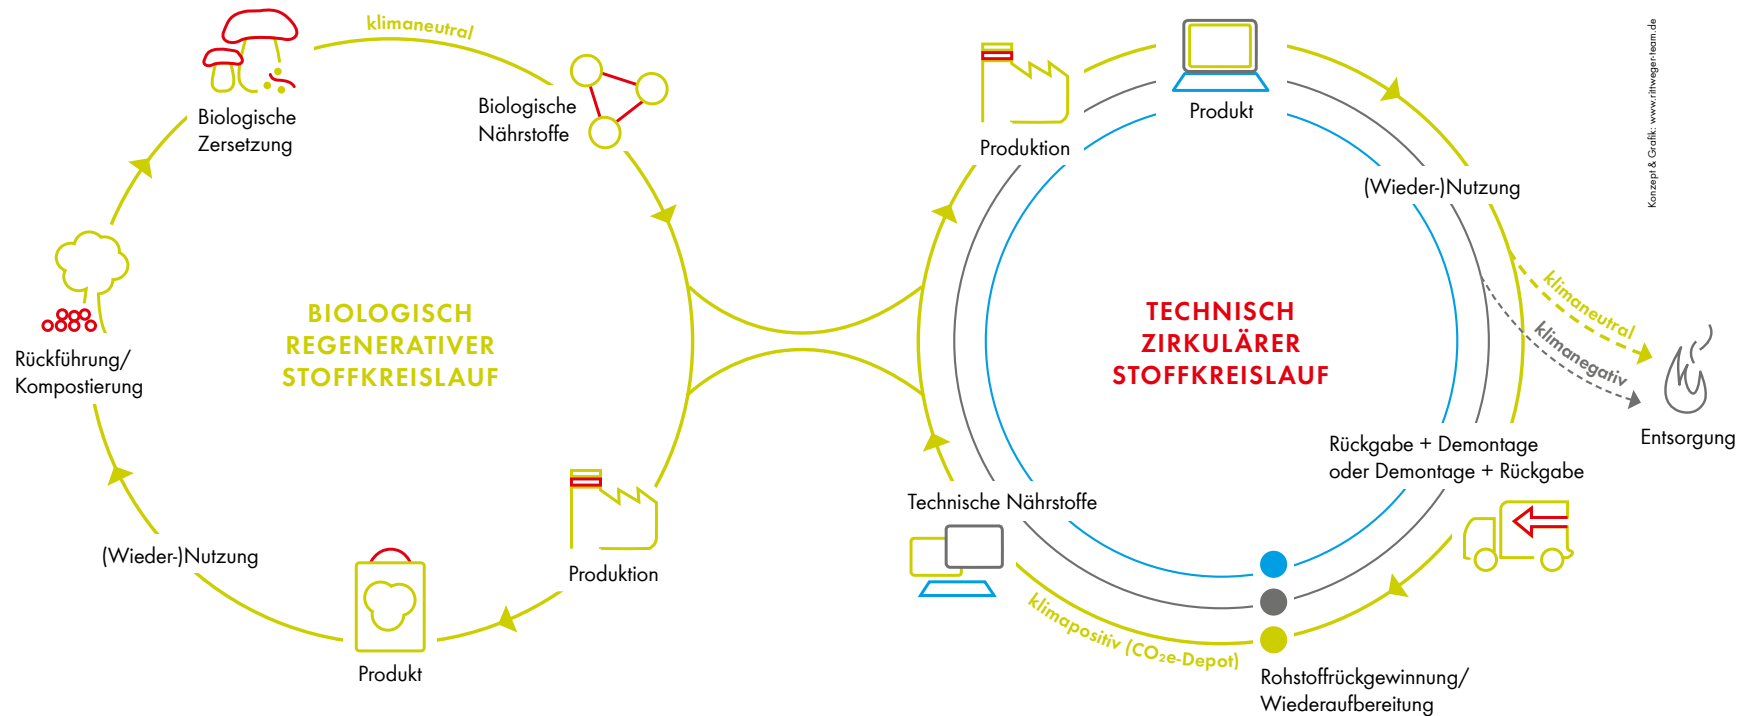 klimaneutral
Biologische
Zersetzung
Biologische
Nährstoffe
BIOLOGISCH
REGENERATIVER
STOFFKREISLAUF
Rückführung/
Kompostierung
(Wieder-)Nutzung
Produkt
Produktion
Produktion
Produkt
(Wieder-)Nutzung
TECHNISCH
ZIRKULÄRER
STOFFKREISLAUF
klimaneutral
klimanegativ
Entsorgung
Rückgabe + Demontage
oder Demontage + Rückgabe
Technische Nährstoffe
klimapositiv (CO₂e-Depot)
Rohstoffrückgewinnung/
Wiederaufbereitung
Konzept & Grafik: www.rittweger-team.de